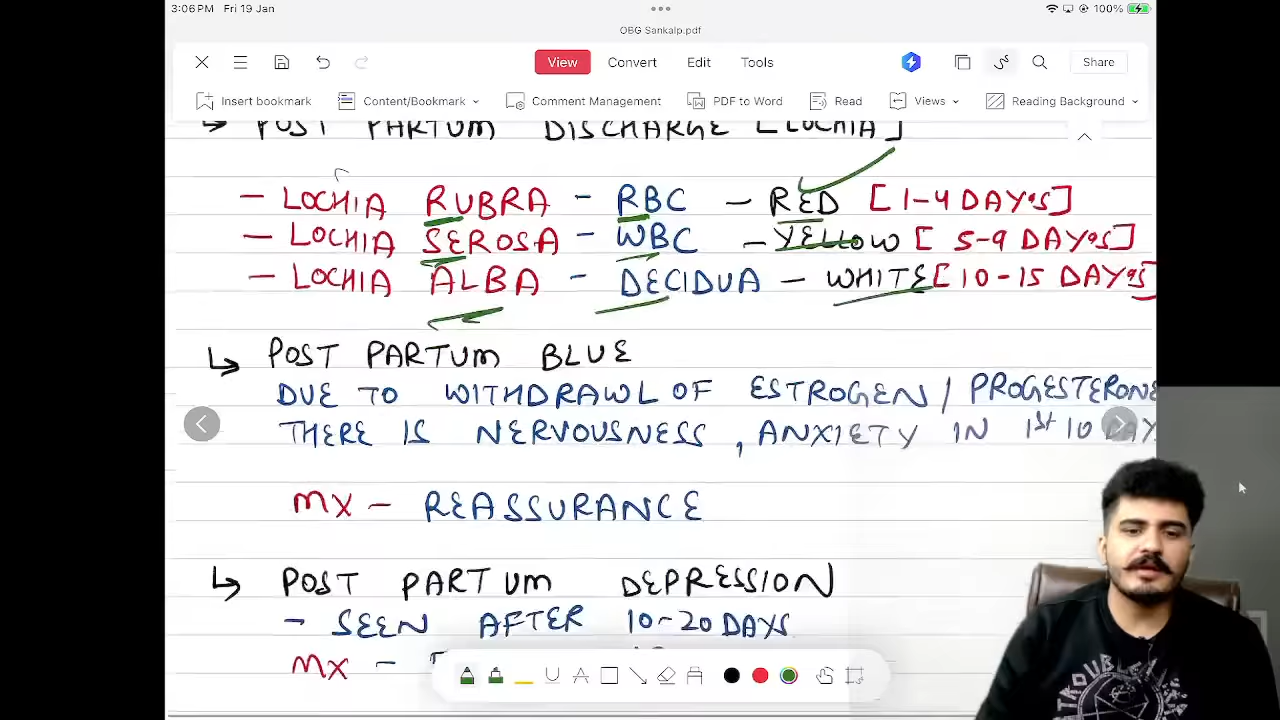 3:06 PM Fri 19 Jan
100%
OBG Sankalp.pdf
View Convert Edit Tools Share
Insert bookmark Content/Bookmark Comment Management PDF to Word Read Views Reading Background
↳ POST PARTUM DISCHARGE [LOCHIA]
- LOCHIA RUBRA - RBC - RED [1-4 DAY's]
- LOCHIA SEROSA - WBC - YELLOW [5-9 DAY's]
- LOCHIA ALBA - DECIDUA - WHITE [10-15 DAY's
↳ POST PARTUM BLUE
DUE TO WITHDRAWL OF ESTROGEN / PROGESTERONE
THERE IS NERVOUSNESS, ANXIETY IN 1st 10 DAY
MX - REASSURANCE
↳ POST PARTUM DEPRESSION
- SEEN AFTER 10-20 DAYS
MX -
TROUBLE